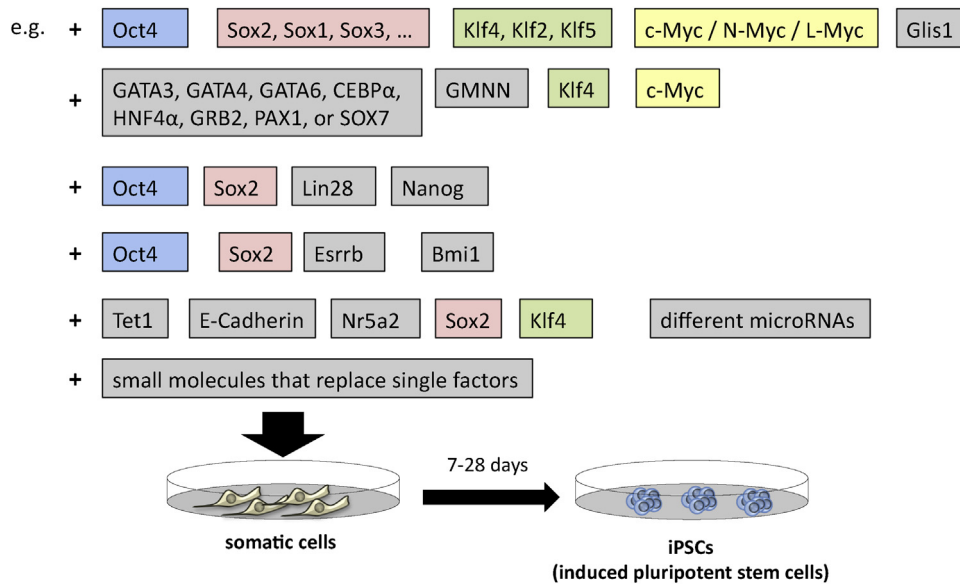 e.g. + Oct4 Sox2, Sox1, Sox3, ... Klf4, Klf2, Klf5 c-Myc / N-Myc / L-Myc Glis1
+ GATA3, GATA4, GATA6, CEBPα, GMNN Klf4 c-Myc
HNF4α, GRB2, PAX1, or SOX7
+ Oct4 Sox2 Lin28 Nanog
+ Oct4 Sox2 Esrrb Bmi1
+ Tet1 E-Cadherin Nr5a2 Sox2 Klf4 different microRNAs
+ small molecules that replace single factors
7-28 days
somatic cells
iPSCs
(induced pluripotent stem cells)